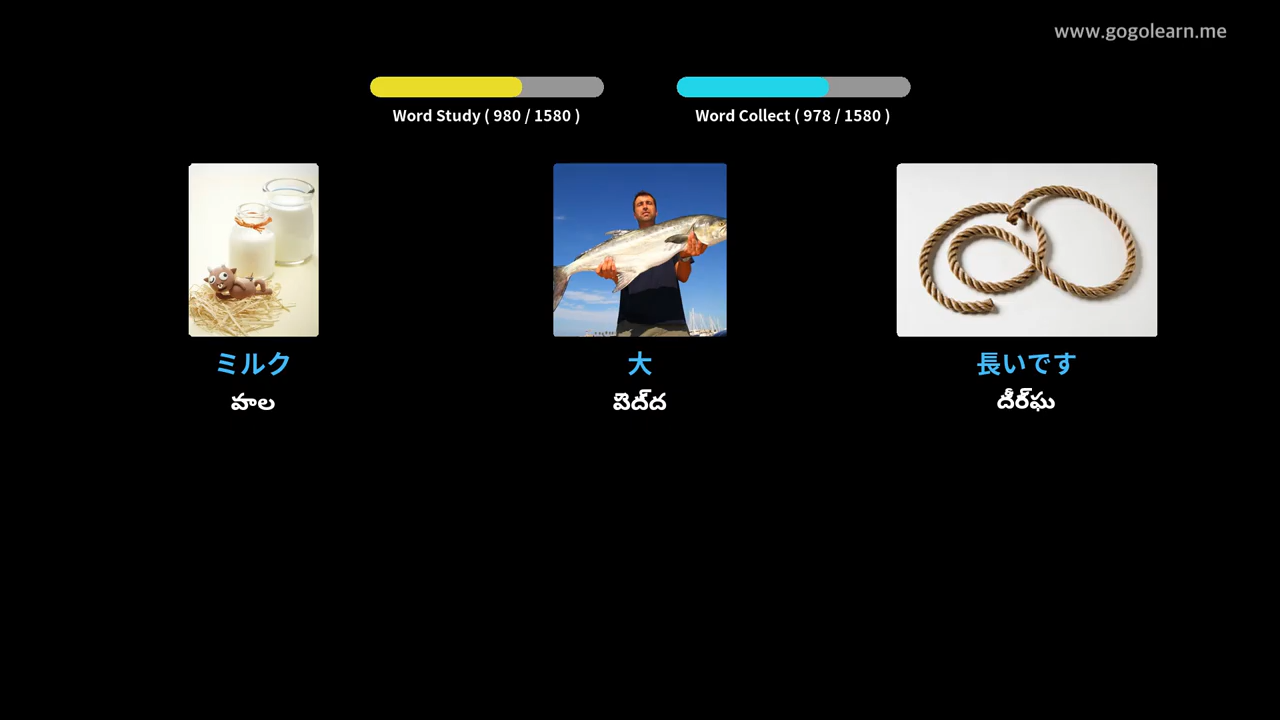 www.gogolearn.me
Word Study ( 980 / 1580 )
Word Collect ( 978 / 1580 )
ミルク
大
長いです
వాల
పెద్‌ద
దీర్‌ఘ